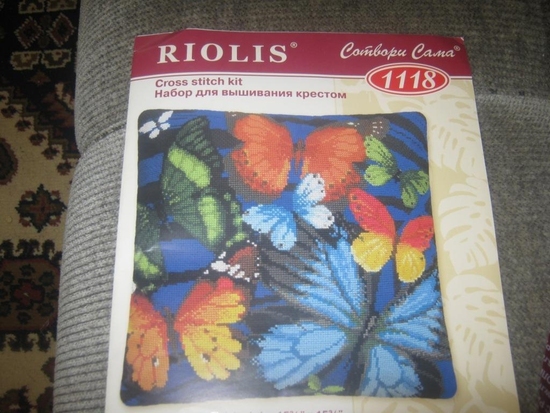 RIOLIS®
Сотвори Сама®
Cross stitch kit
1118
Набор для вышивания крестом